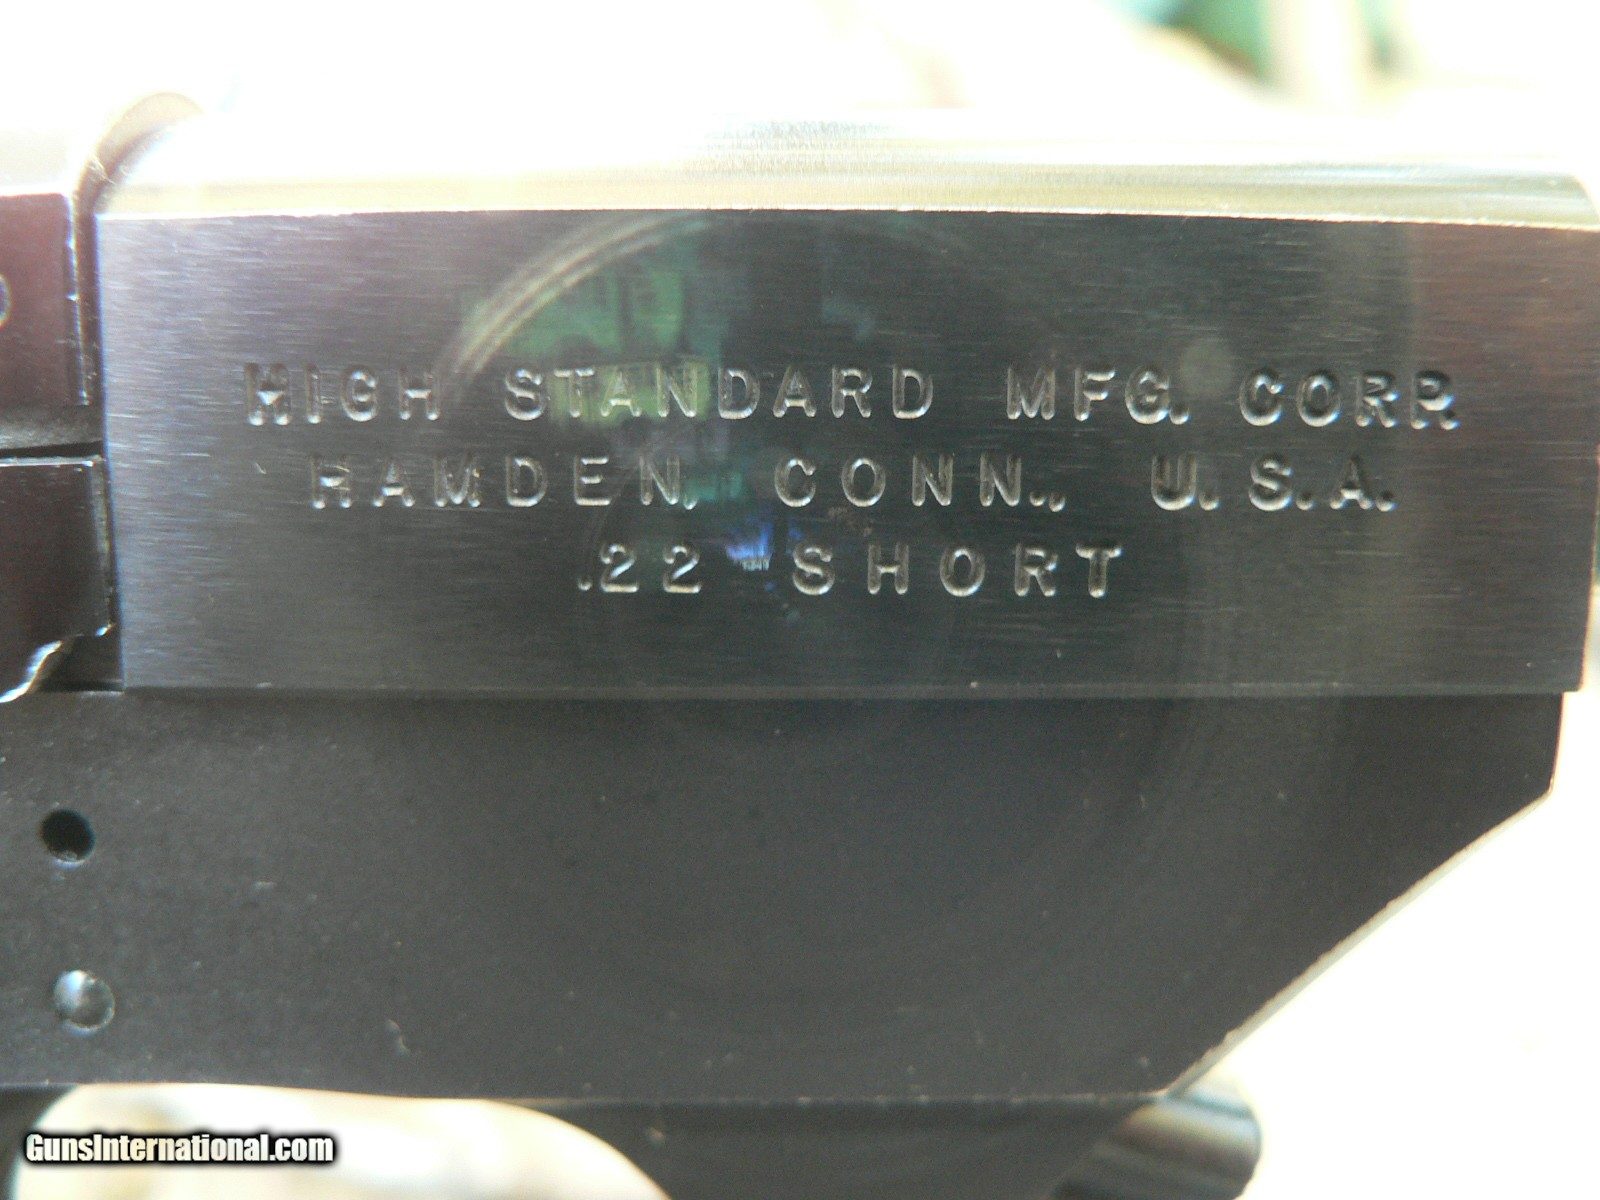 HIGH STANDARD MFG. CORP.
HAMDEN, CONN., U.S.A.
.22 SHORT
GunsInternational.com